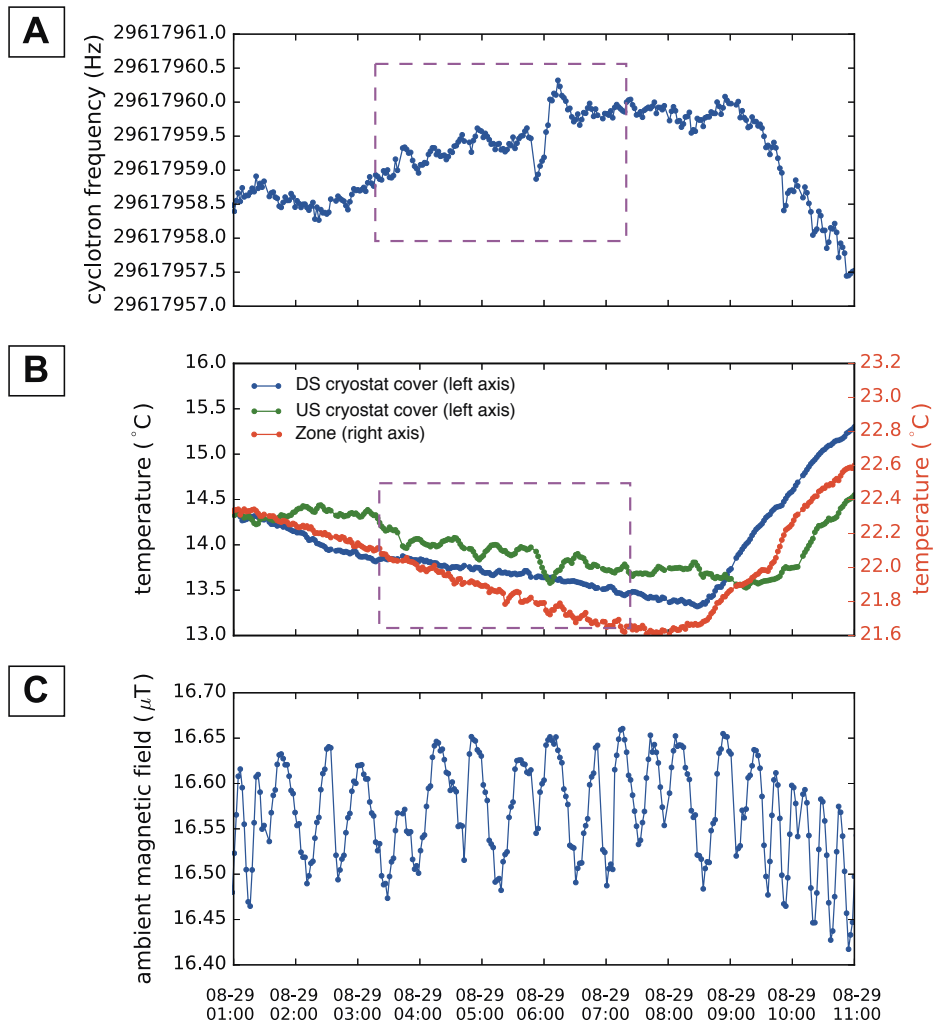 A
cyclotron frequency (Hz)
29617961.0
29617960.5
29617960.0
29617959.5
29617959.0
29617958.5
29617958.0
29617957.5
29617957.0
B
temperature (°C)
16.0
15.5
15.0
14.5
14.0
13.5
13.0
DS cryostat cover (left axis)
US cryostat cover (left axis)
Zone (right axis)
23.2
23.0
22.8
22.6
22.4
22.2
22.0
21.8
21.6
temperature (°C)
C
ambient magnetic field (μT)
16.70
16.65
16.60
16.55
16.50
16.45
16.40
08-29 08-29 08-29 08-29 08-29 08-29 08-29 08-29 08-29 08-29 08-29
01:00 02:00 03:00 04:00 05:00 06:00 07:00 08:00 09:00 10:00 11:00